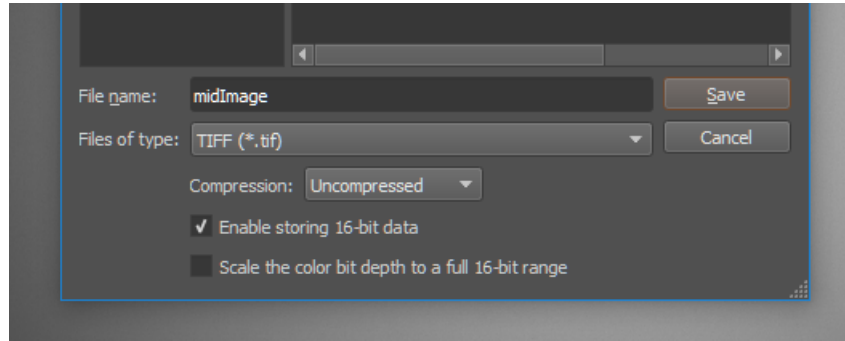 File name: midImage Save
Files of type: TIFF (*.tif) Cancel
Compression: Uncompressed
Enable storing 16-bit data
Scale the color bit depth to a full 16-bit range